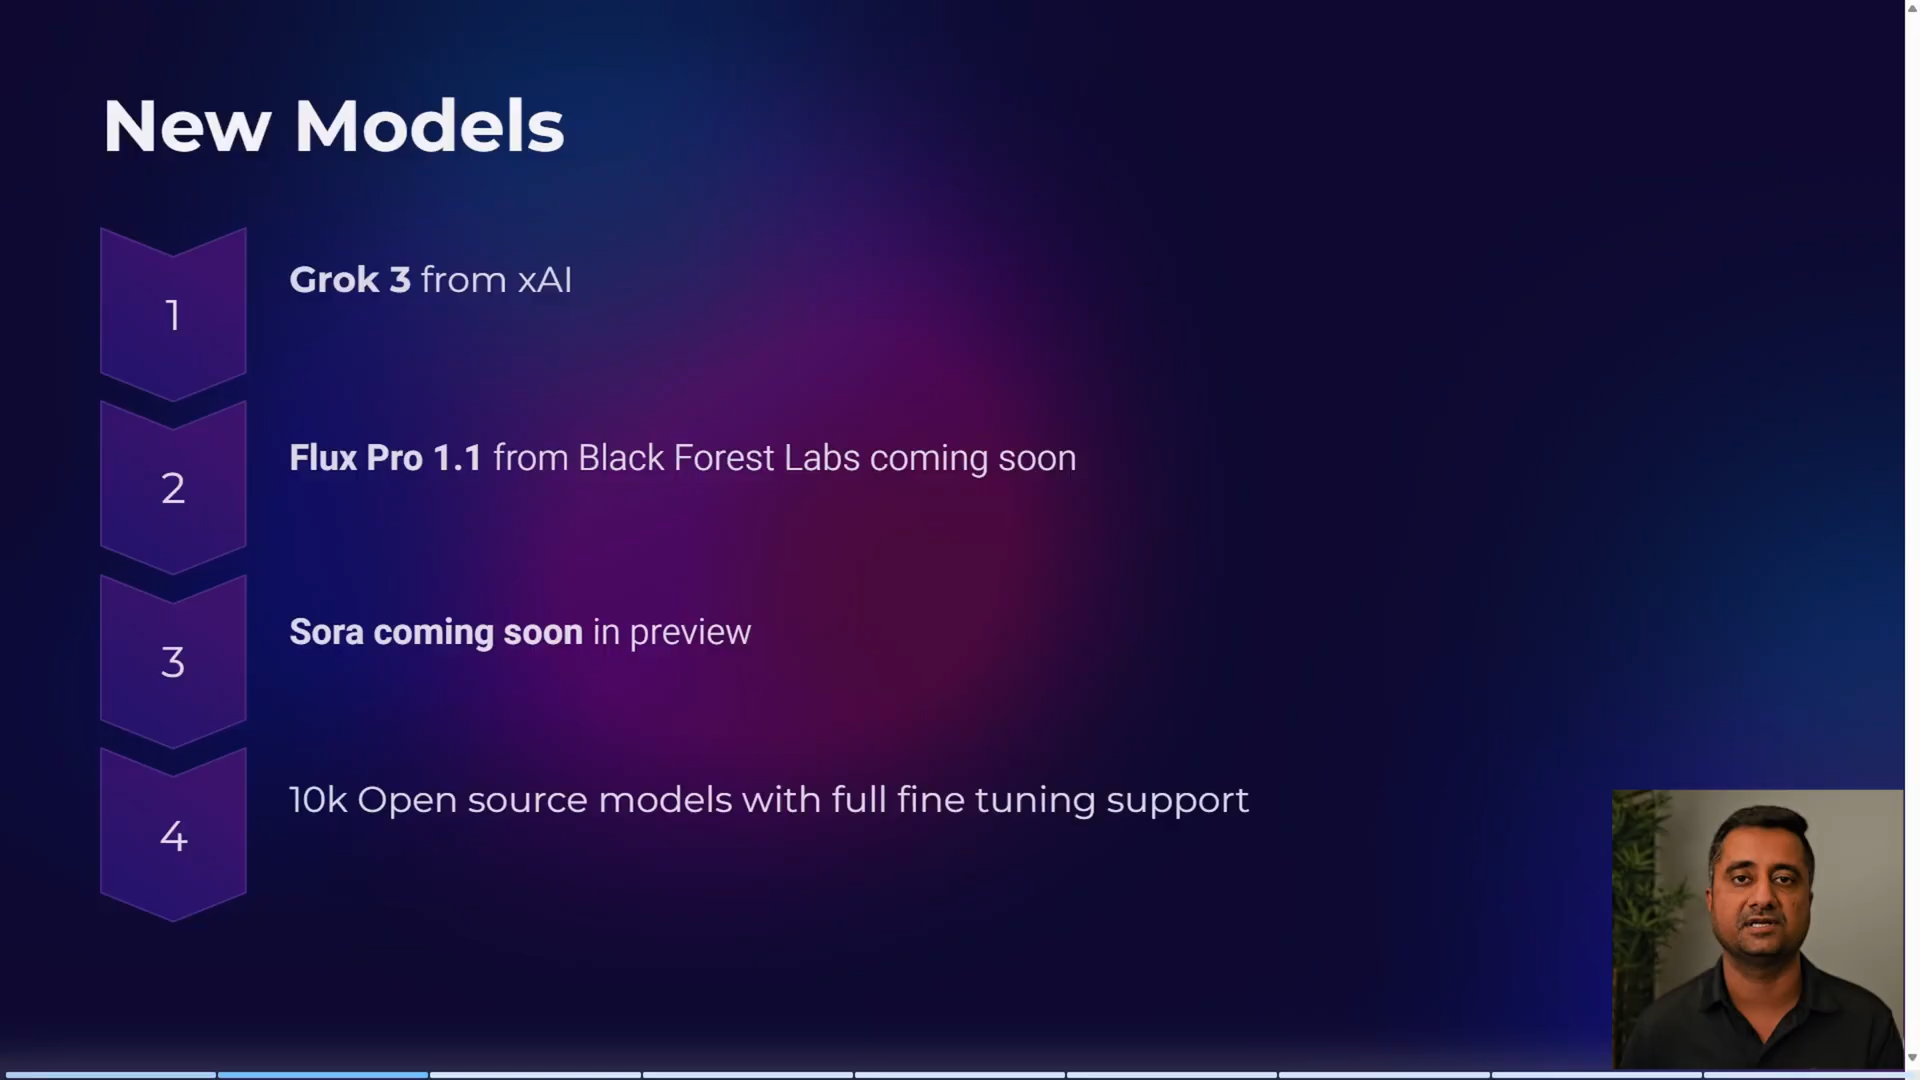 New Models
1
Grok 3 from xAI
2
Flux Pro 1.1 from Black Forest Labs coming soon
3
Sora coming soon in preview
4
10k Open source models with full fine tuning support